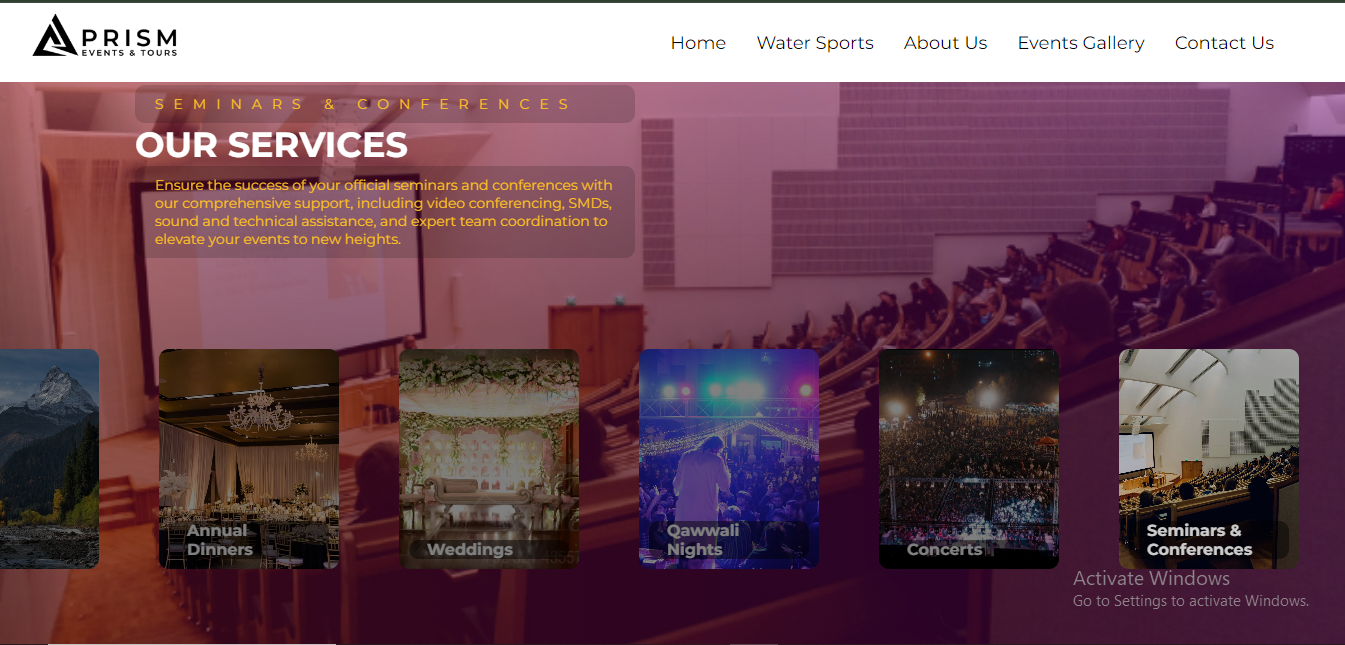 PRISM
EVENTS & TOURS
Home
Water Sports
About Us
Events Gallery
Contact Us
SEMINARS & CONFERENCES
OUR SERVICES
Ensure the success of your official seminars and conferences with
our comprehensive support, including video conferencing, SMDs,
sound and technical assistance, and expert team coordination to
elevate your events to new heights.
Annual
Dinners
Weddings
Qawwali
Nights
Concerts
Seminars &
Conferences
Activate Windows
Go to Settings to activate Windows.